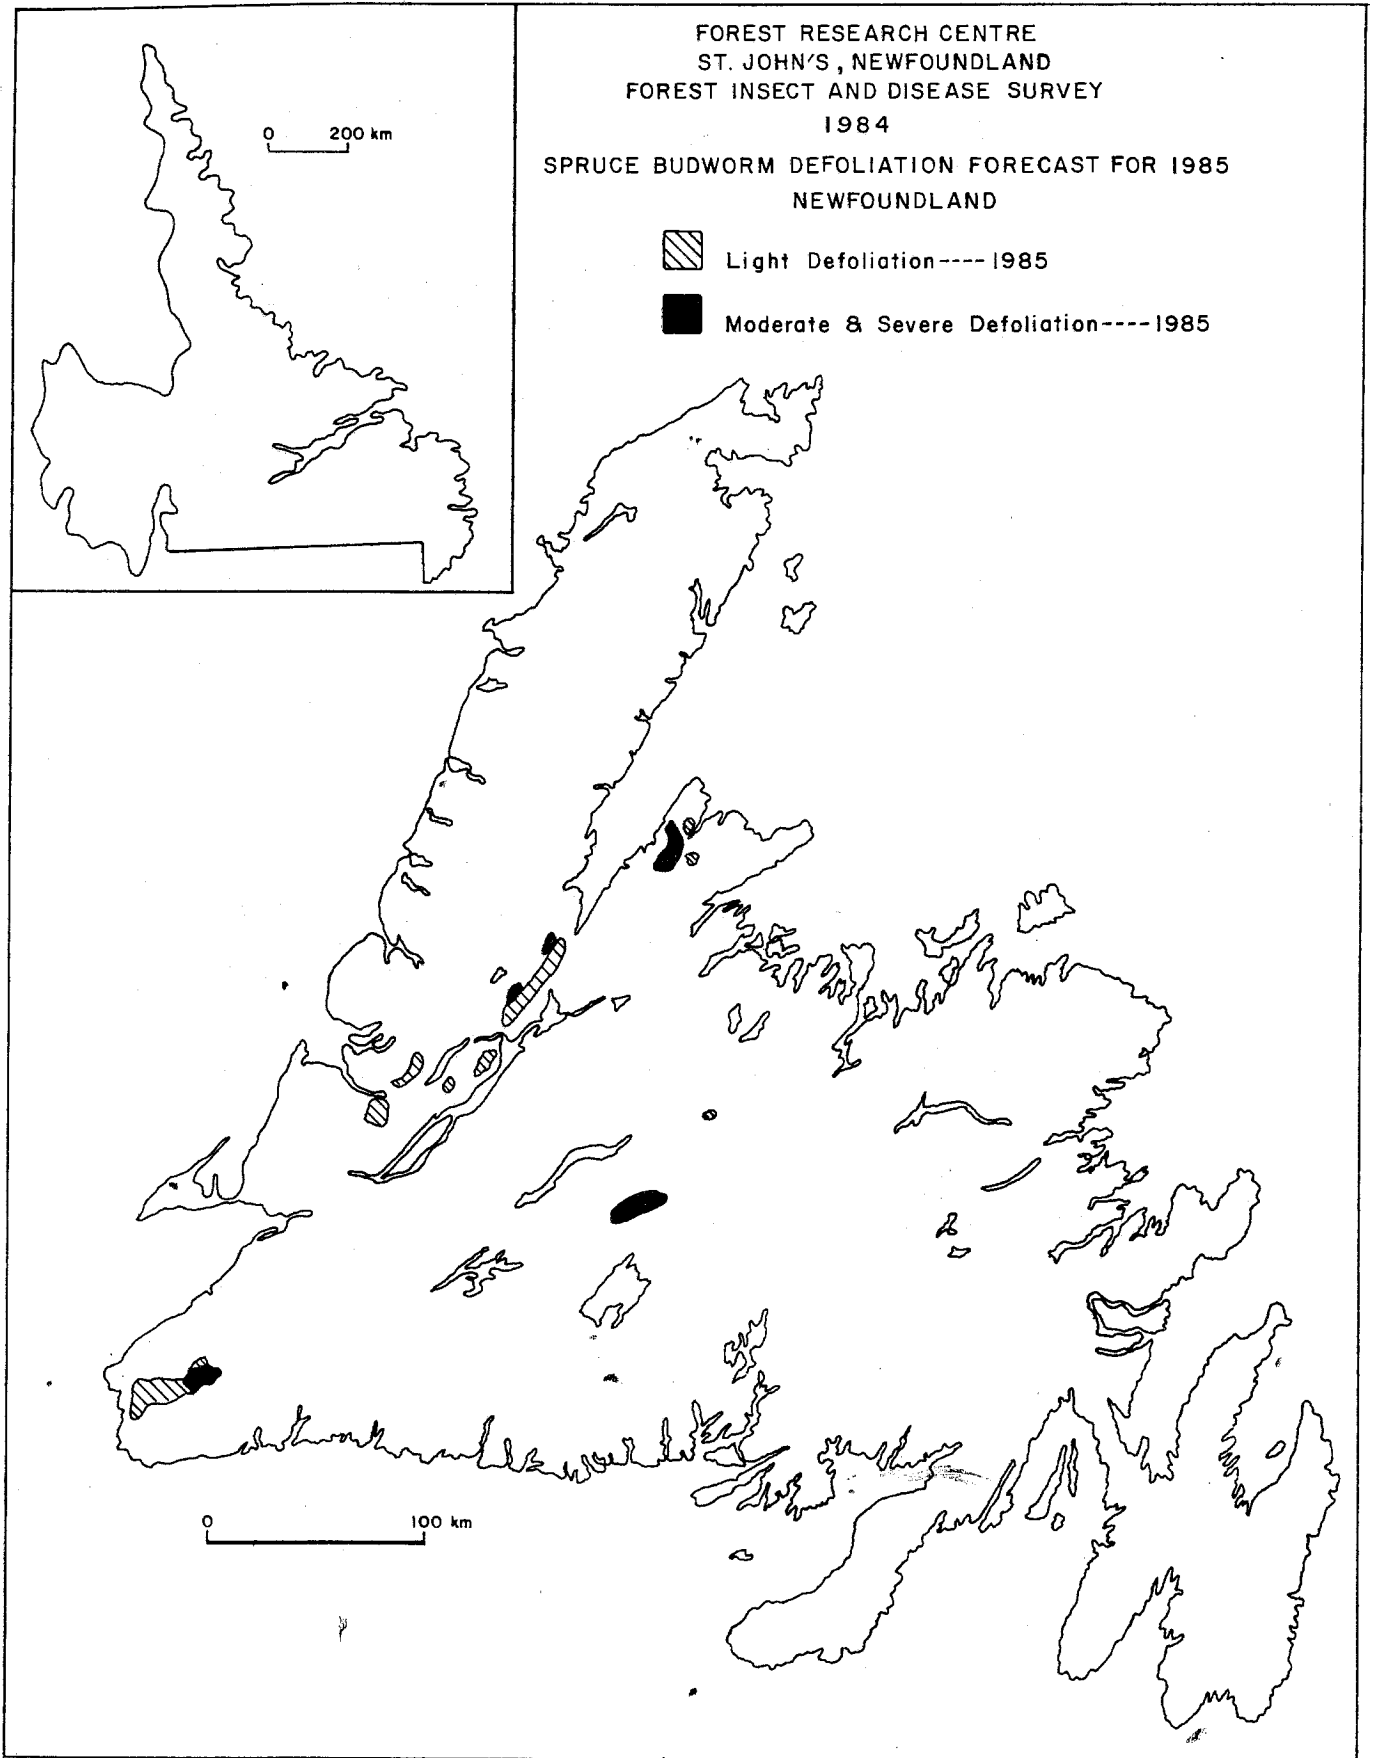 FOREST RESEARCH CENTRE
ST. JOHN'S, NEWFOUNDLAND
FOREST INSECT AND DISEASE SURVEY
1984
SPRUCE BUDWORM DEFOLIATION FORECAST FOR 1985
NEWFOUNDLAND
Light Defoliation----1985
Moderate & Severe Defoliation----1985
0 200 km
0 100 km